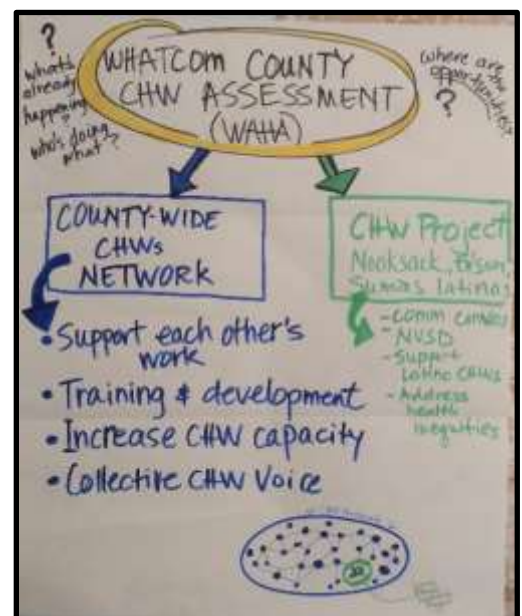 ?
what's
already
happening?
who's doing
what?
WHATCOM COUNTY
CHW ASSESSMENT
(WAHA)
where are
the
opportunities?
?
COUNTY-WIDE
CHWs
NETWORK
• Support each other's
work
• Training & development
• Increase CHW capacity
• Collective CHW Voice
CHW Project
Nooksack,
Sumas Latinos
- NVSD
- Support
Latino CHWs
- Address
health
inequities